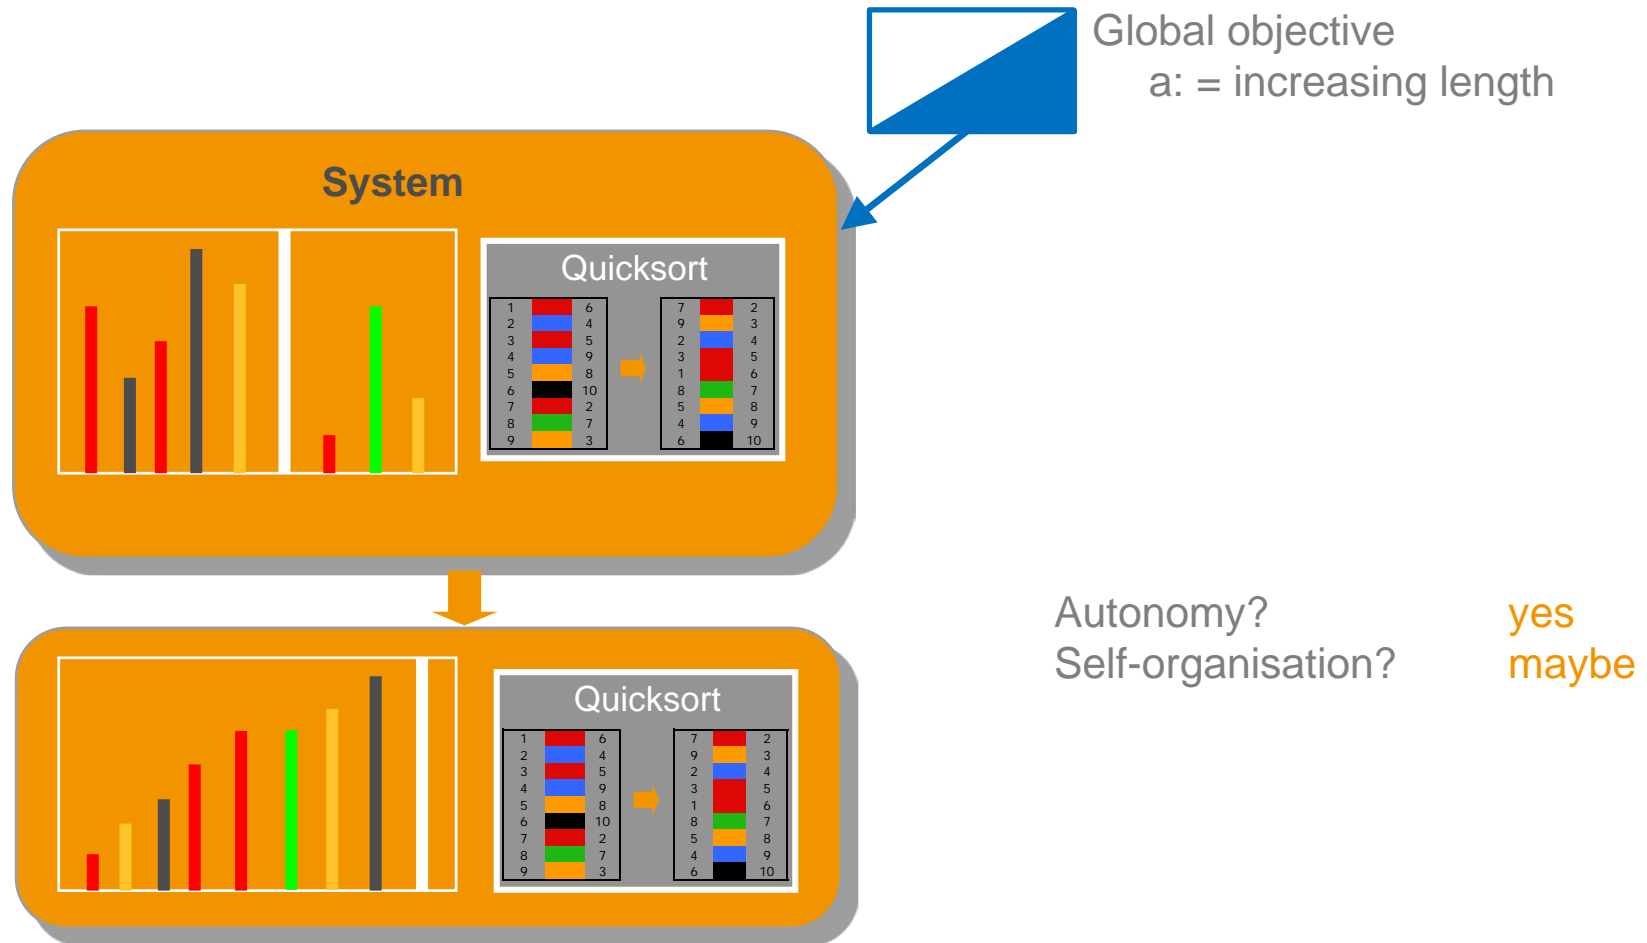 Global objective
a: = increasing length
System
Quicksort
1 6 7 2
2 4 9 3
3 5 2 4
4 9 3 5
5 8 1 6
6 10 8 7
7 2 5 8
8 7 4 9
9 3 6 10
Autonomy? yes
Self-organisation? maybe
Quicksort
1 6 7 2
2 4 9 3
3 5 2 4
4 9 3 5
5 8 1 6
6 10 8 7
7 2 5 8
8 7 4 9
9 3 6 10